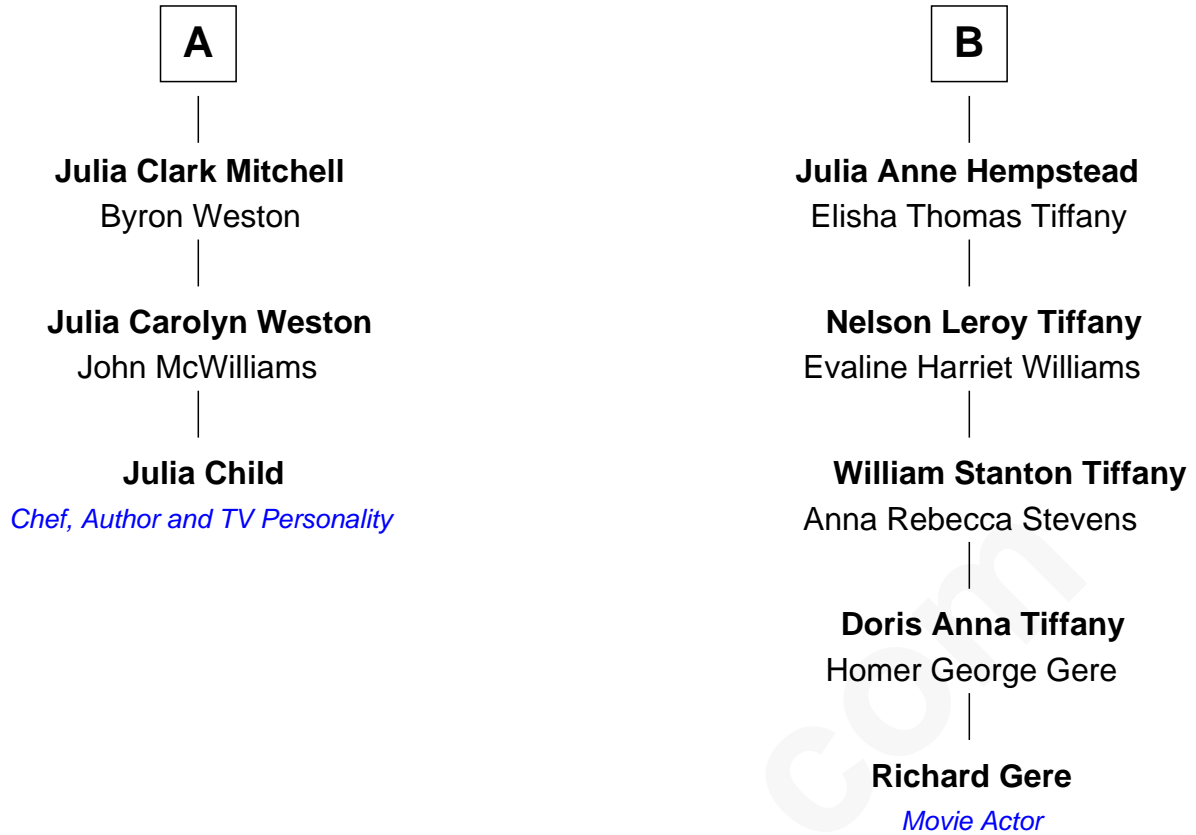 A
Julia Clark Mitchell
Byron Weston
Julia Carolyn Weston
John McWilliams
Julia Child
Chef, Author and TV Personality
B
Julia Anne Hempstead
Elisha Thomas Tiffany
Nelson Leroy Tiffany
Evaline Harriet Williams
William Stanton Tiffany
Anna Rebecca Stevens
Doris Anna Tiffany
Homer George Gere
Richard Gere
Movie Actor
com